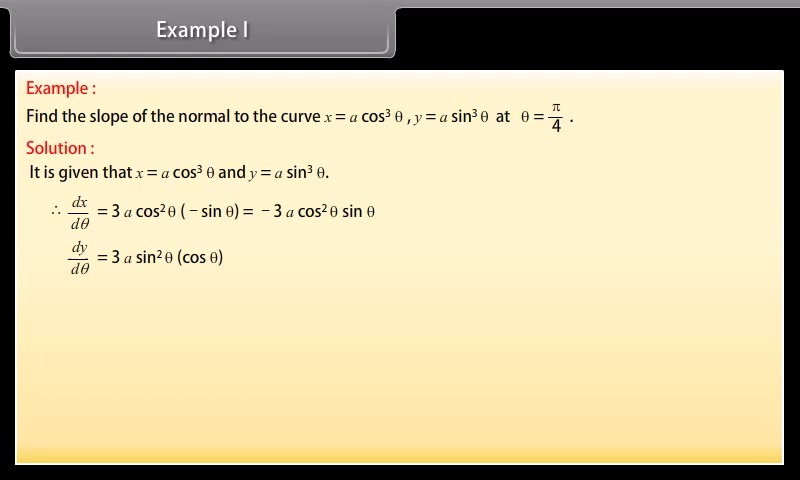 Example I
Example :
Find the slope of the normal to the curve x = a cos³ θ , y = a sin³ θ at θ = π/4 .
Solution :
It is given that x = a cos³ θ and y = a sin³ θ.
∴ dx/dθ = 3 a cos² θ ( − sin θ) = − 3 a cos² θ sin θ
dy/dθ = 3 a sin² θ (cos θ)